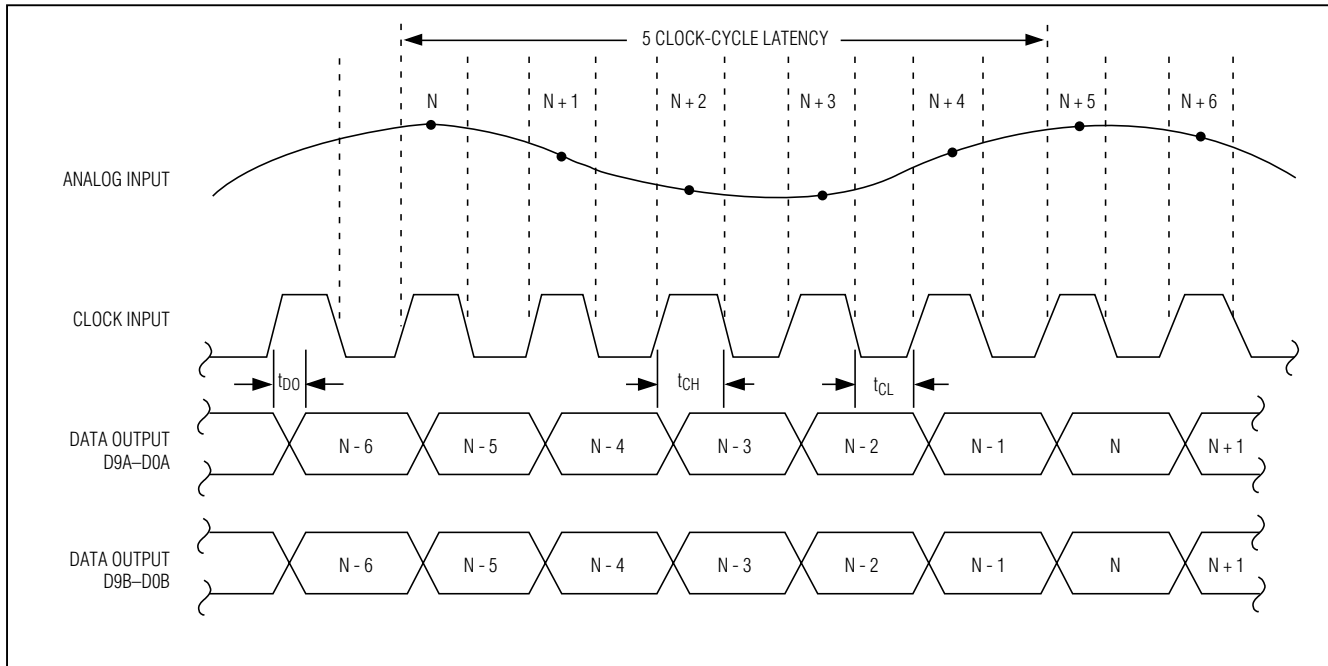 5 CLOCK-CYCLE LATENCY
N N + 1 N + 2 N + 3 N + 4 N + 5 N + 6
ANALOG INPUT
CLOCK INPUT
tDO tCH tCL
DATA OUTPUT
D9A–D0A
N - 6 N - 5 N - 4 N - 3 N - 2 N - 1 N N + 1
DATA OUTPUT
D9B–D0B
N - 6 N - 5 N - 4 N - 3 N - 2 N - 1 N N + 1